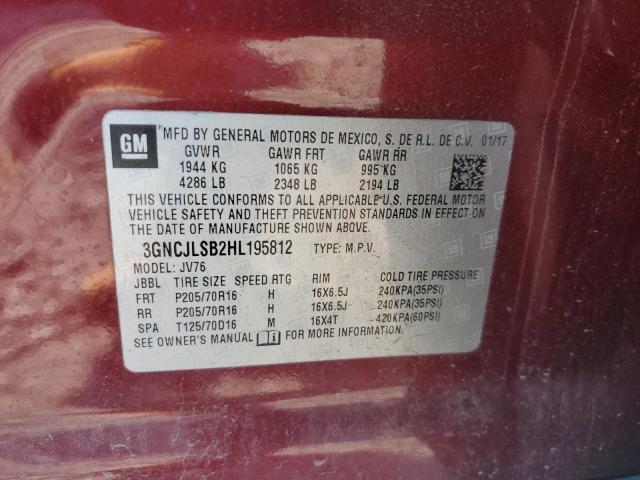 GM MFD BY GENERAL MOTORS DE MEXICO, S. DE R.L. DE C.V. 01/17
GVWR GAWR FRT GAWR RR
1944 KG 1065 KG 995 KG
4286 LB 2348 LB 2194 LB
THIS VEHICLE CONFORMS TO ALL APPLICABLE U.S. FEDERAL MOTOR
VEHICLE SAFETY AND THEFT PREVENTION STANDARDS IN EFFECT ON
THE DATE OF MANUFACTURE SHOWN ABOVE.
3GNCJLSB2HL195812 TYPE: M.P.V.
MODEL: JV76
JBBL TIRE SIZE SPEED RTG RIM COLD TIRE PRESSURE
FRT P205/70R16 H 16X6.5J 240KPA(35PSI)
RR P205/70R16 H 16X6.5J 240KPA(35PSI)
SPA T125/70D16 M 16X4T 420KPA(60PSI)
SEE OWNER'S MANUAL FOR MORE INFORMATION.